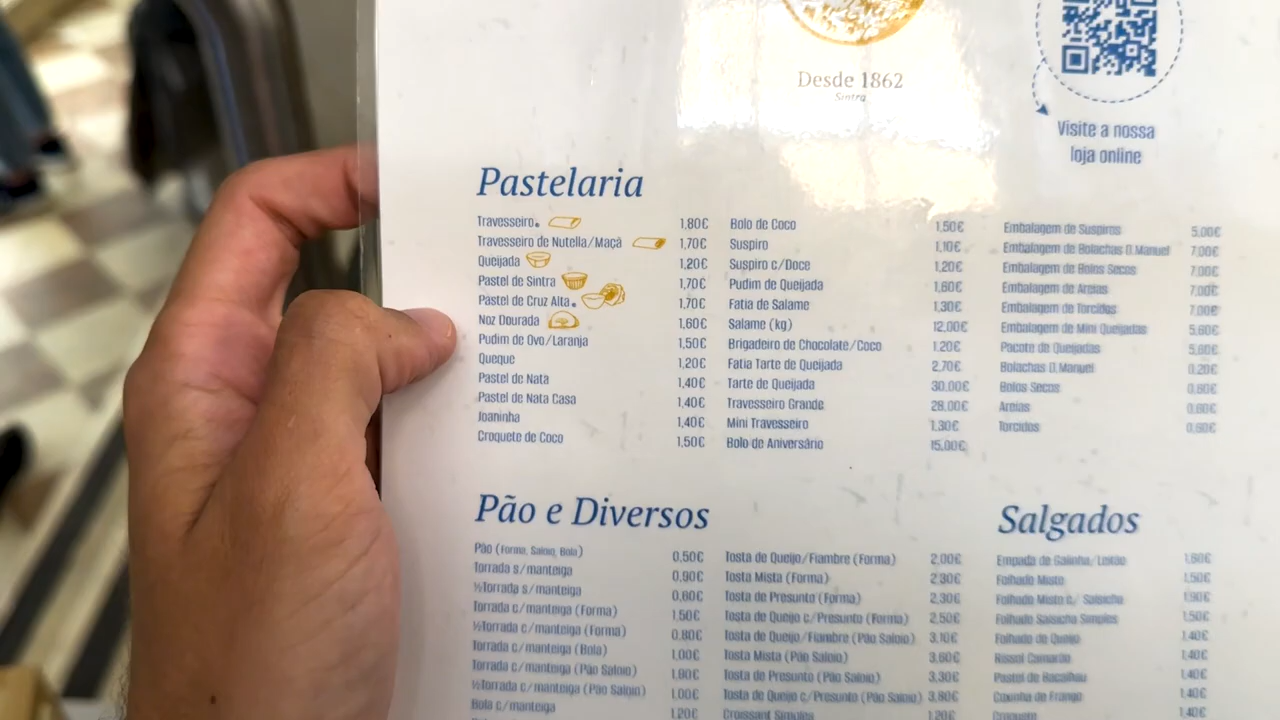 Desde 1862
Sintra
Visite a nossa
loja online
Pastelaria
Travesseiro 1,80€
Travesseiro de Nutella/Maçã 1,70€
Queijada 1,20€
Pastel de Sintra 1,70€
Pastel de Cruz Alta 1,70€
Noz Dourada 1,60€
Pudim de Ovo/Laranja 1,50€
Queque 1,20€
Pastel de Nata 1,40€
Pastel de Nata Casa 1,40€
Joaninha 1,40€
Croquete de Coco 1,50€
Bolo de Coco 1,50€
Suspiro 1,10€
Suspiro c/Doce 1,20€
Pudim de Queijada 1,60€
Fatia de Salame 1,30€
Salame (kg) 12,00€
Brigadeiro de Chocolate/Coco 1,20€
Fatia Tarte de Queijada 2,70€
Tarte de Queijada 30,00€
Travesseiro Grande 28,00€
Mini Travesseiro 1,30€
Bolo de Aniversário 15,00€
Embalagem de Suspiros 5,00€
Embalagem de Bolachas D.Manuel 7,00€
Embalagem de Bolos Secos 7,00€
Embalagem de Areias 7,00€
Embalagem de Torcidos 7,00€
Embalagem de Mini Queijadas 5,60€
Pacote de Queijadas 5,60€
Bolachas D.Manuel 0,20€
Bolos Secos 0,80€
Areias 0,60€
Torcidos 0,60€
Pão e Diversos
Pão (Forma, Saloio, Bola) 0,50€
Torrada s/manteiga 0,90€
½Torrada s/manteiga 0,60€
Torrada c/manteiga (Forma) 1,50€
½Torrada c/manteiga (Forma) 0,80€
Torrada c/manteiga (Bola) 1,00€
Torrada c/manteiga (Pão Saloio) 1,90€
½Torrada c/manteiga (Pão Saloio) 1,00€
Bola c/manteiga 1,20€
Tosta de Queijo/Fiambre (Forma) 2,00€
Tosta Mista (Forma) 2,30€
Tosta de Presunto (Forma) 2,30€
Tosta de Queijo c/Presunto (Forma) 2,50€
Tosta de Queijo/Fiambre (Pão Saloio) 3,10€
Tosta Mista (Pão Saloio) 3,60€
Tosta de Presunto (Pão Saloio) 3,30€
Tosta de Queijo c/Presunto (Pão Saloio) 3,80€
Croissant Simples 1,20€
Salgados
Empada de Galinha/Leitão 1,80€
Folhado Misto 1,50€
Folhado Misto c/ Salsicha 1,90€
Folhado Salsicha Simples 1,50€
Folhado de Queijo 1,40€
Rissol Camarão 1,40€
Pastel de Bacalhau 1,40€
Coxinha de Frango 1,40€
Croquete 1,40€